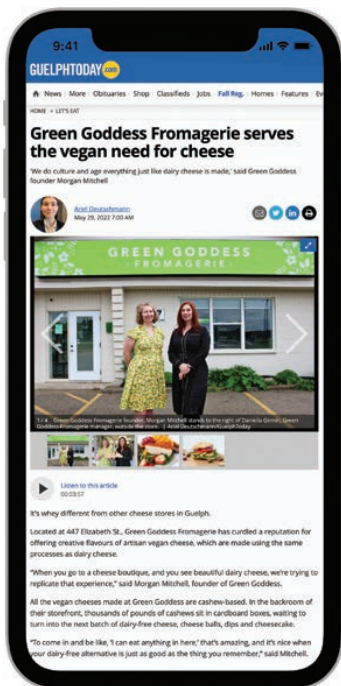 9:41
GUELPHTODAY .com
News More Obituaries Shop Classifieds Jobs Fall Reg. Homes Features
HOME > LET'S EAT
Green Goddess Fromagerie serves
the vegan need for cheese
'We do culture and age everything just like dairy cheese is made,' said Green Goddess
founder Morgan Mitchell
Ariel Deutschmann
May 29, 2022 7:00 AM
GREEN GODDESS
FROMAGERIE
1 / 4 Green Goddess Fromagerie founder, Morgan Mitchell stands to the right of Daniella Green
Goddess Fromagerie manager, outside the store. | Ariel Deutschmann/GuelphToday
Listen to this article
00:03:57
It's whey different from other cheese stores in Guelph.
Located at 447 Elizabeth St., Green Goddess Fromagerie has curdled a reputation for
offering creative flavours of artisan vegan cheese, which are made using the same
processes as dairy cheese.
"When you go to a cheese boutique, and you see beautiful dairy cheese, we're trying to
replicate that experience," said Morgan Mitchell, founder of Green Goddess.
All the vegan cheeses made at Green Goddess are cashew-based. In the backroom of
their storefront, thousands of pounds of cashews sit in cardboard boxes, waiting to
turn into the next batch of dairy-free cheese, cheese balls, dips and cheesecake.
"To come in and be like, 'I can eat anything in here,' that's amazing, and it's nice when
your dairy-free alternative is just as good as the thing you remember," said Mitchell.